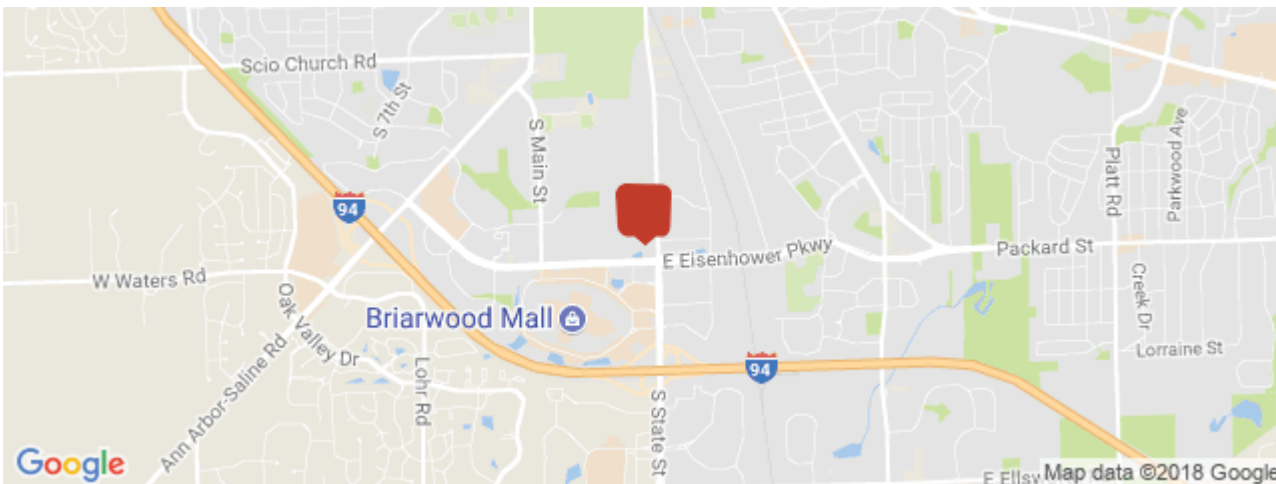 Scio Church Rd
S 7th St
S Main St
94
Platt Rd
Parkwood Ave
E Eisenhower Pkwy
Packard St
W Waters Rd
Oak Valley Dr
Briarwood Mall
Lohr Rd
Creek Dr
Lorraine St
94
Ann Arbor-Saline Rd
S State St
Google
E Ellsw
Map data ©2018 Google